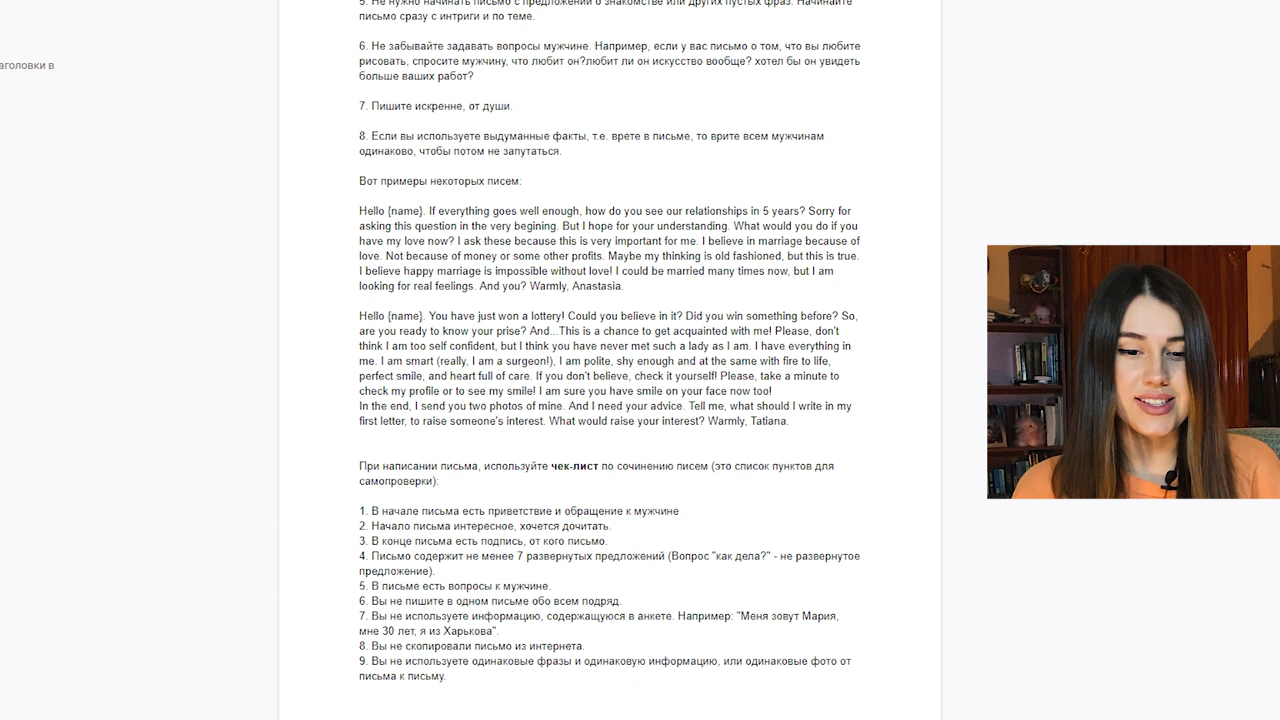 5. Не нужно начинать письмо с предложений о знакомстве или других пустых фраз. Начинайте
письмо сразу с интриги и по теме.
аголовки в
6. Не забывайте задавать вопросы мужчине. Например, если у вас письмо о том, что вы любите
рисовать, спросите мужчину, что любит он?любит ли он искусство вообще? хотел бы он увидеть
больше ваших работ?
7. Пишите искренне, от души.
8. Если вы используете выдуманные факты, т.е. врете в письме, то врите всем мужчинам
одинаково, чтобы потом не запутаться.
Вот примеры некоторых писем:
Hello {name}. If everything goes well enough, how do you see our relationships in 5 years? Sorry for
asking this question in the very begining. But I hope for your understanding. What would you do if you
have my love now? I ask these because this is very important for me. I believe in marriage because of
love. Not because of money or some other profits. Maybe my thinking is old fashioned, but this is true.
I believe happy marriage is impossible without love! I could be married many times now, but I am
looking for real feelings. And you? Warmly, Anastasia.
Hello {name}. You have just won a lottery! Could you believe in it? Did you win something before? So,
are you ready to know your prise? And...This is a chance to get acquainted with me! Please, don't
think I am too self confident, but I think you have never met such a lady as I am. I have everything in
me. I am smart (really, I am a surgeon!), I am polite, shy enough and at the same with fire to life,
perfect smile, and heart full of care. If you don't believe, check it yourself! Please, take a minute to
check my profile or to see my smile! I am sure you have smile on your face now too!
In the end, I send you two photos of mine. And I need your advice. Tell me, what should I write in my
first letter, to raise someone's interest. What would raise your interest? Warmly, Tatiana.
При написании письма, используйте чек-лист по сочинению писем (это список пунктов для
самопроверки):
1. В начале письма есть приветствие и обращение к мужчине
2. Начало письма интересное, хочется дочитать.
3. В конце письма есть подпись, от кого письмо.
4. Письмо содержит не менее 7 развернутых предложений (Вопрос "как дела?" - не развернутое
предложение).
5. В письме есть вопросы к мужчине.
6. Вы не пишите в одном письме обо всем подряд.
7. Вы не используете информацию, содержащуюся в анкете. Например: "Меня зовут Мария,
мне 30 лет, я из Харькова".
8. Вы не скопировали письмо из интернета.
9. Вы не используете одинаковые фразы и одинаковую информацию, или одинаковые фото от
письма к письму.